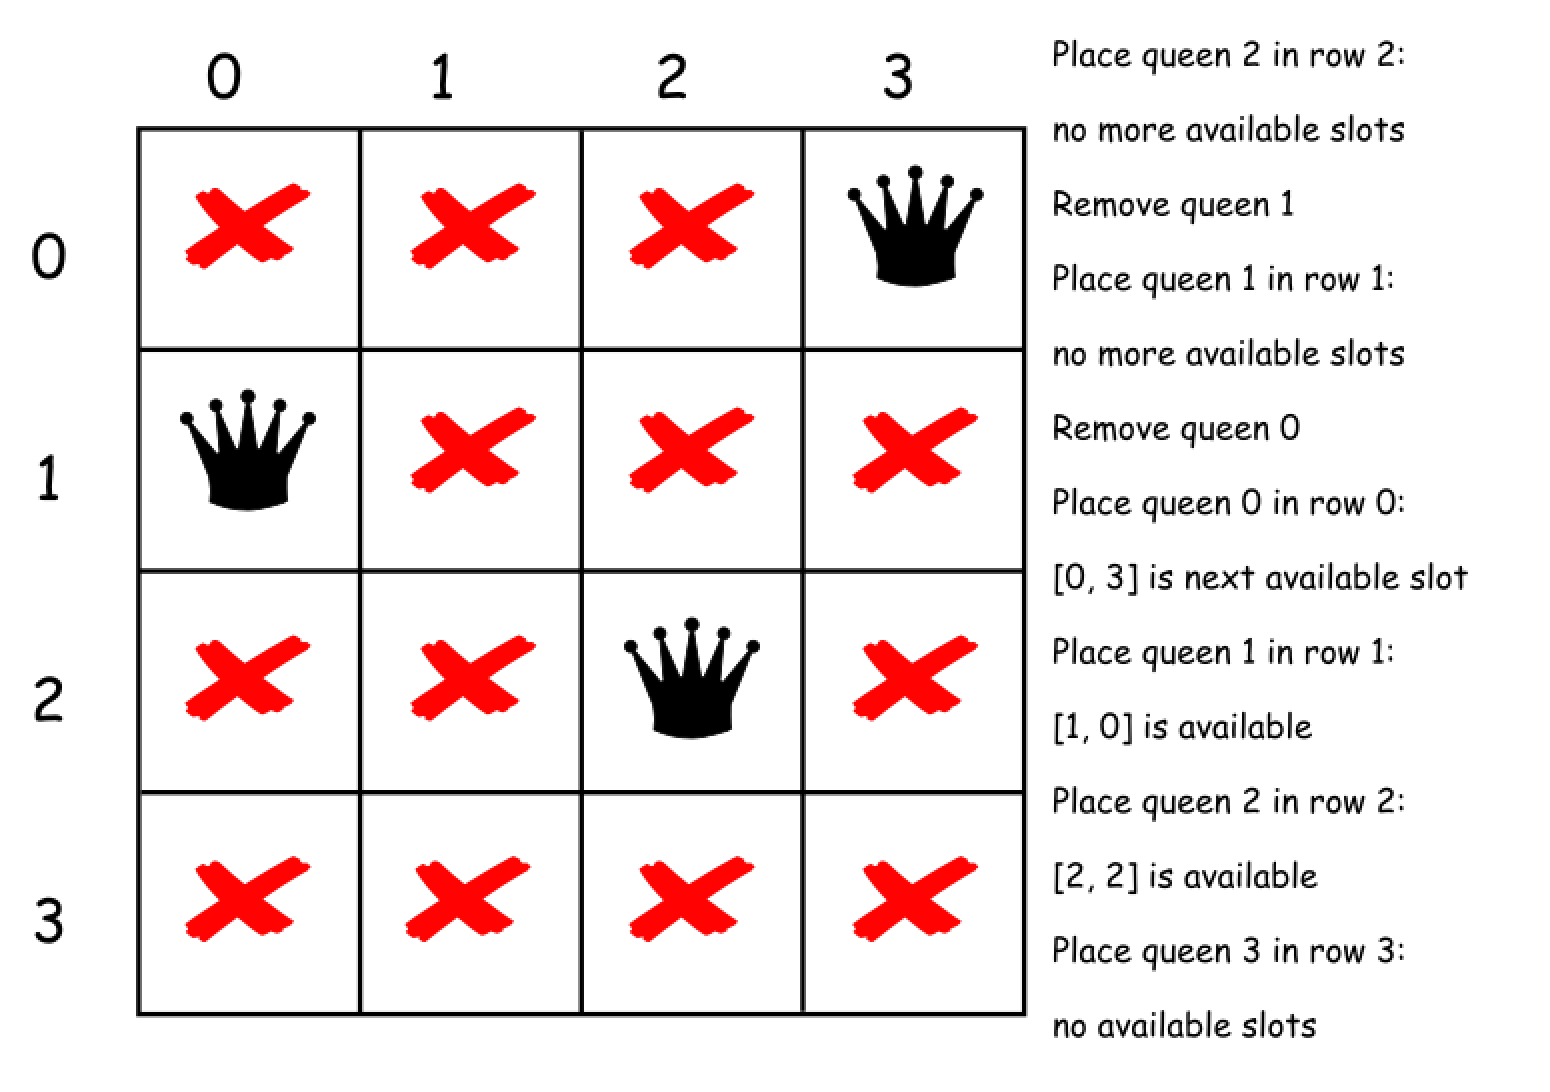 0 1 2 3
0
1
2
3
Place queen 2 in row 2:
no more available slots
Remove queen 1
Place queen 1 in row 1:
no more available slots
Remove queen 0
Place queen 0 in row 0:
[0, 3] is next available slot
Place queen 1 in row 1:
[1, 0] is available
Place queen 2 in row 2:
[2, 2] is available
Place queen 3 in row 3:
no available slots